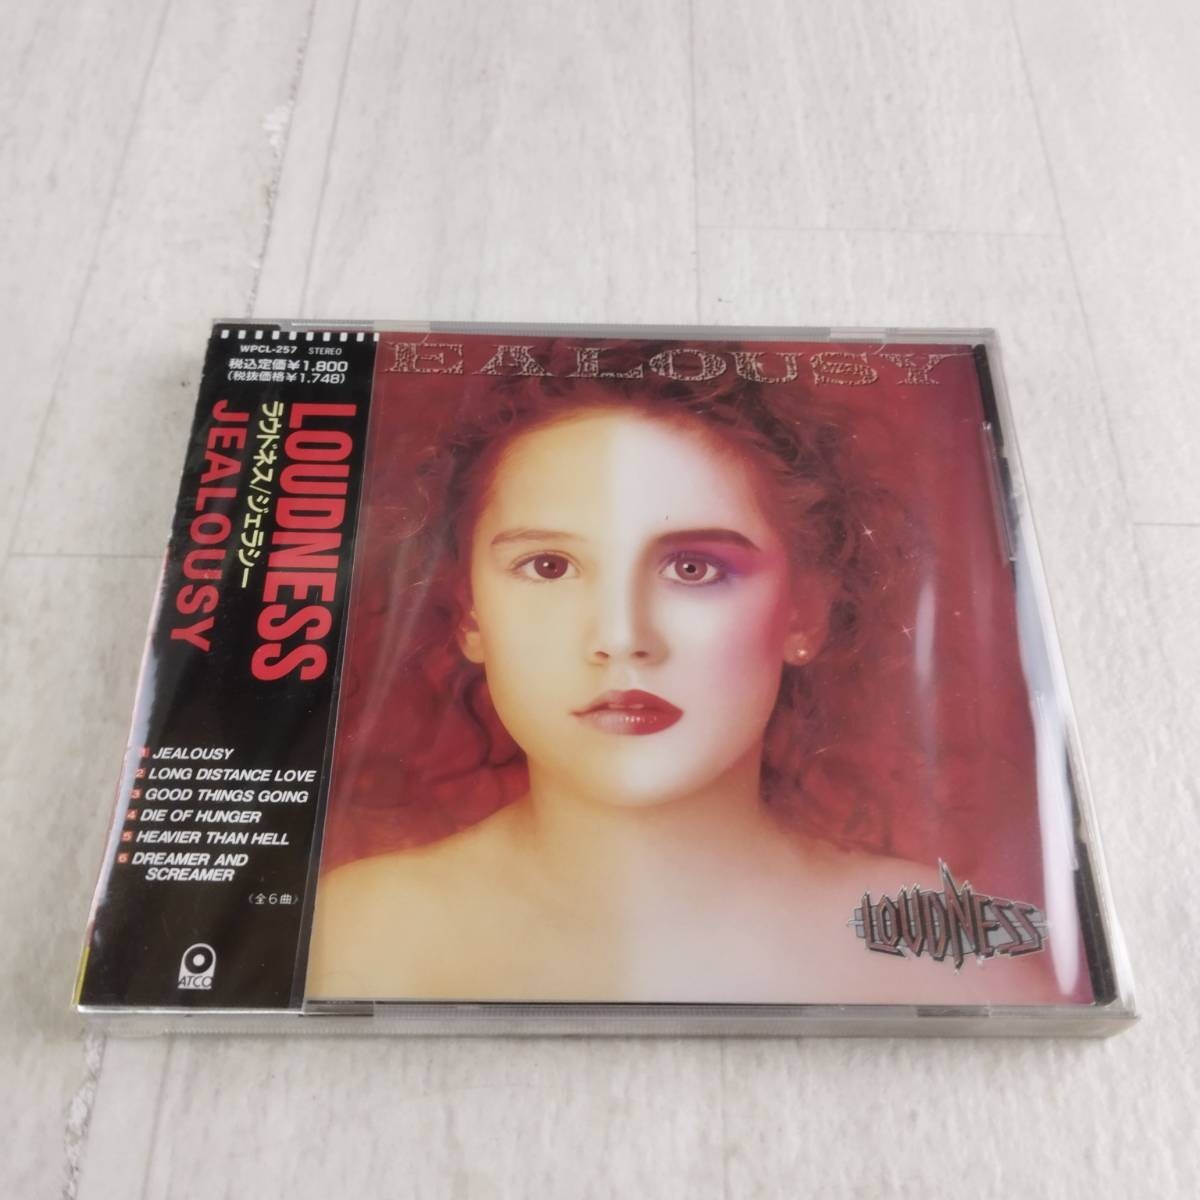 WPCL-257 STEREO
税込定価¥1,800
(税抜価格¥1,748)
LOUDNESS
ラウドネス/ジェラシー
JEALOUSY
1 JEALOUSY
2 LONG DISTANCE LOVE
3 GOOD THINGS GOING
4 DIE OF HUNGER
5 HEAVIER THAN HELL
6 DREAMER AND
SCREAMER
《全6曲》
ATCO
EALOUSY
LOUDNESS